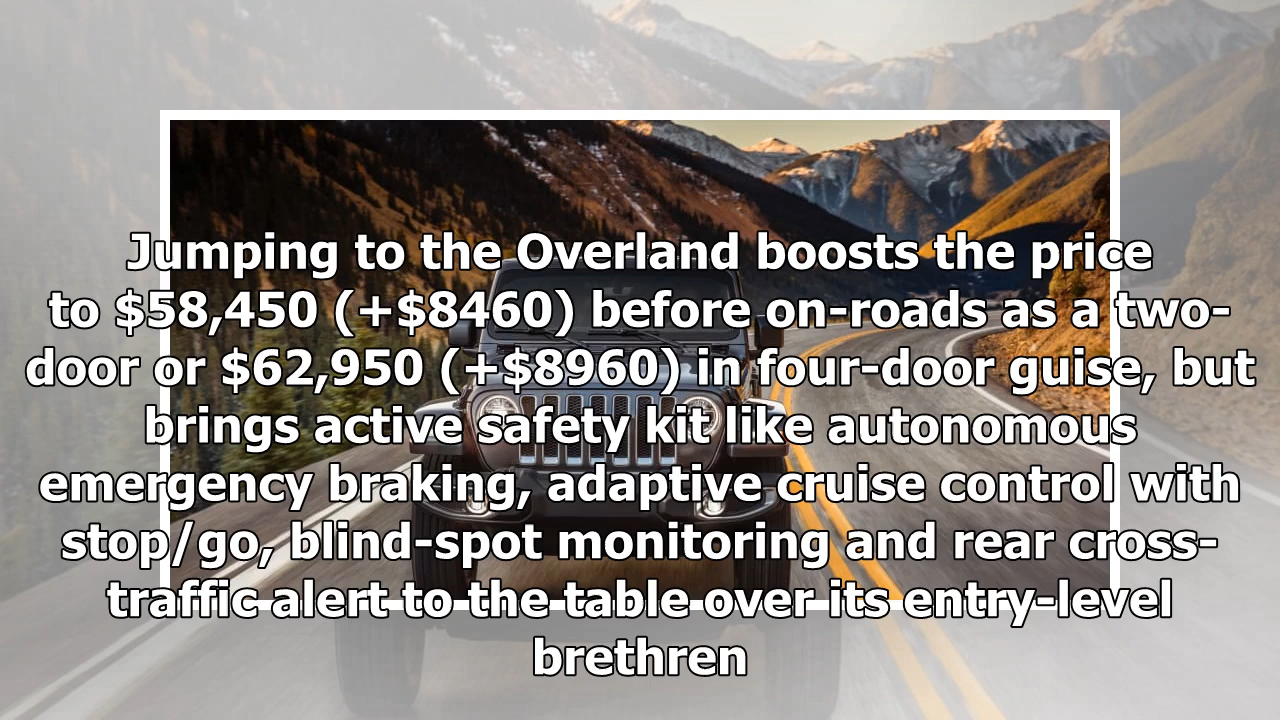 Jumping to the Overland boosts the price
to $58,450 (+$8460) before on-roads as a two-
door or $62,950 (+$8960) in four-door guise, but
brings active safety kit like autonomous
emergency braking, adaptive cruise control with
stop/go, blind-spot monitoring and rear cross-
traffic alert to the table over its entry-level
brethren